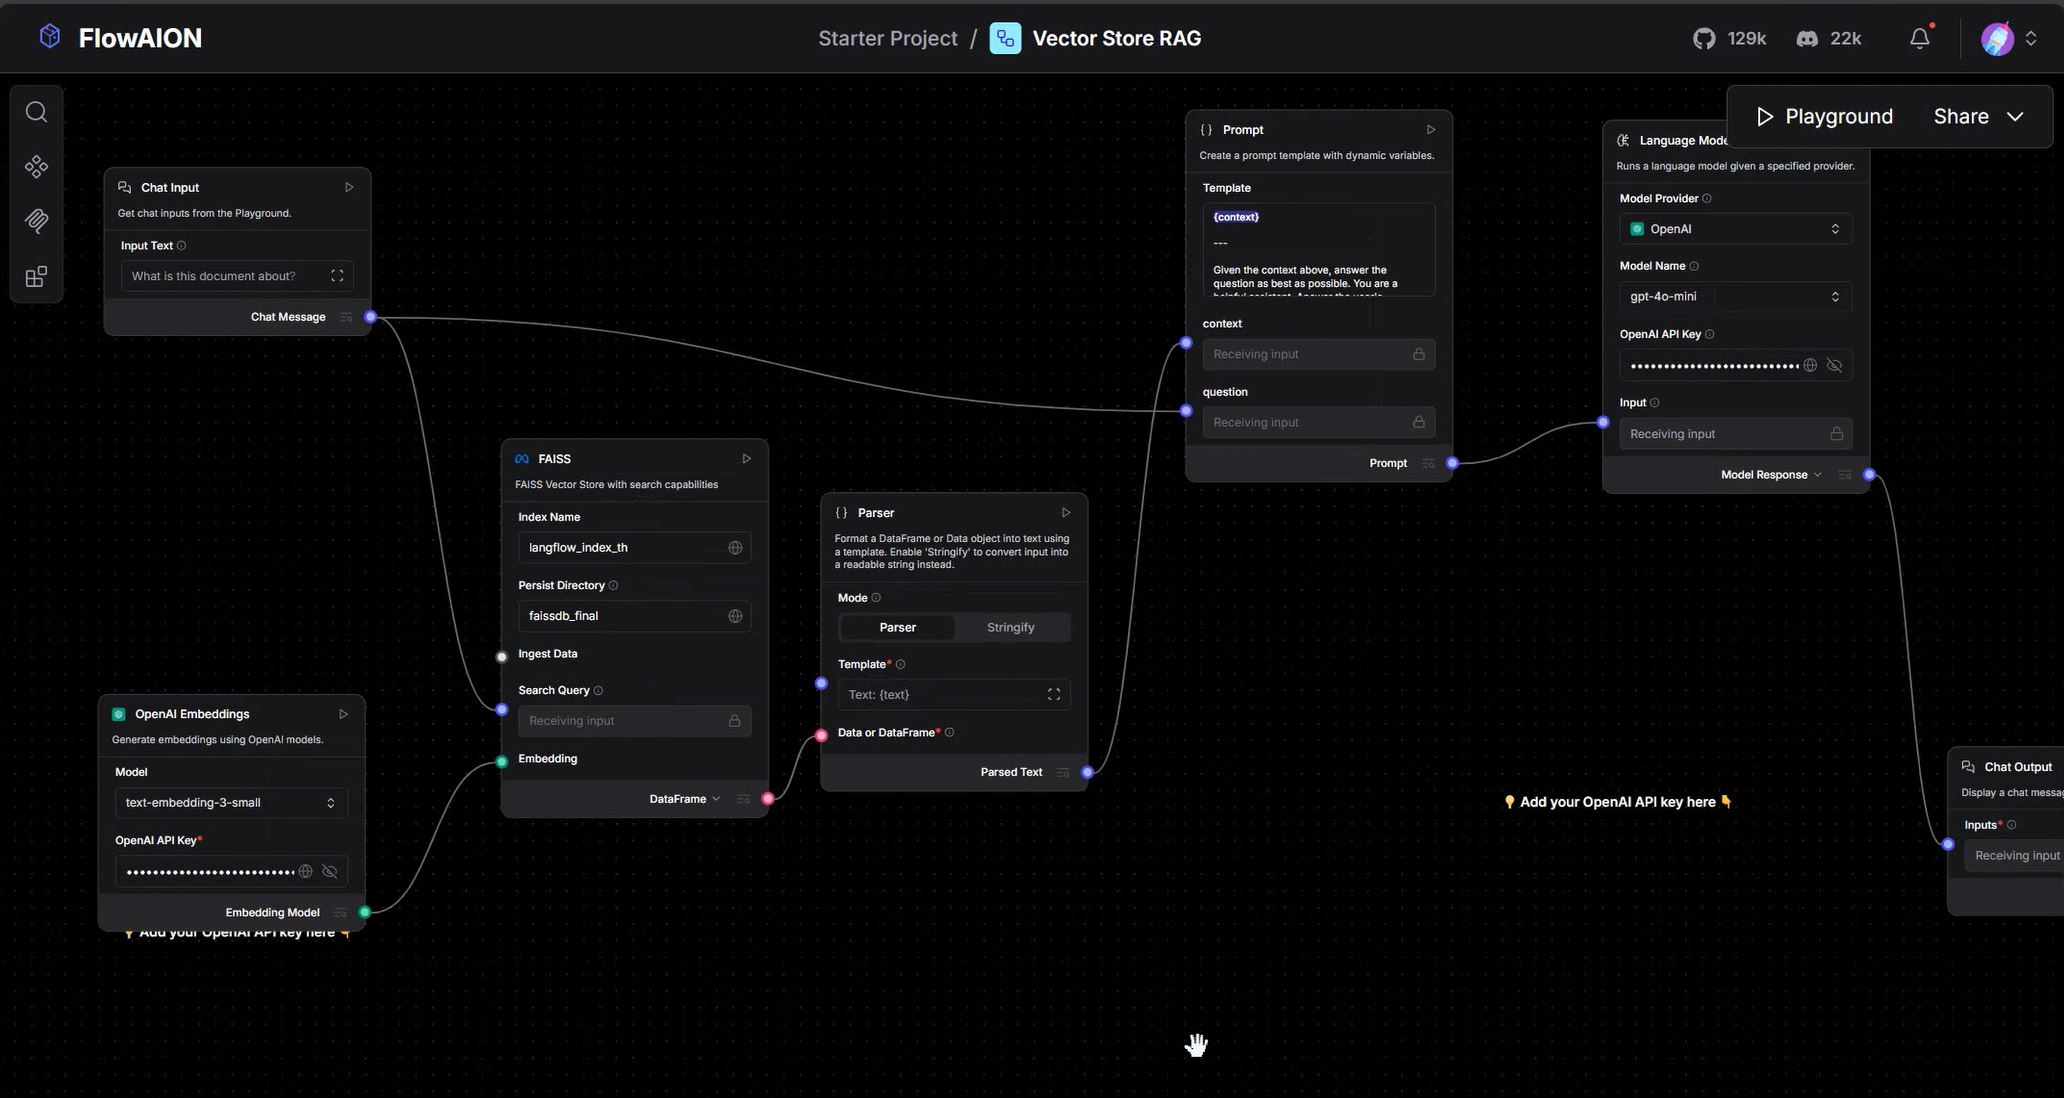 FlowAION
Starter Project / Vector Store RAG
129k
22k
Playground
Share
Chat Input
Get chat inputs from the Playground.
Input Text
What is this document about?
Chat Message
OpenAI Embeddings
Generate embeddings using OpenAI models.
Model
text-embedding-3-small
OpenAI API Key*
••••••••••••••••••••••••••
Embedding Model
Add your OpenAI API key here
FAISS
FAISS Vector Store with search capabilities
Index Name
langflow_index_th
Persist Directory
faissdb_final
Ingest Data
Search Query
Receiving input
Embedding
DataFrame
Parser
Format a DataFrame or Data object into text using
a template. Enable 'Stringify' to convert input into
a readable string instead.
Mode
Parser
Stringify
Template*
Text: {text}
Data or DataFrame*
Parsed Text
Prompt
Create a prompt template with dynamic variables.
Template
{context}
---
Given the context above, answer the
question as best as possible. You are a
context
Receiving input
question
Receiving input
Prompt
Language Mode
Runs a language model given a specified provider.
Model Provider
OpenAI
Model Name
gpt-4o-mini
OpenAI API Key
••••••••••••••••••••••••••
Input
Receiving input
Model Response
💡 Add your OpenAI API key here 👇
Chat Output
Display a chat messag
Inputs*
Receiving input